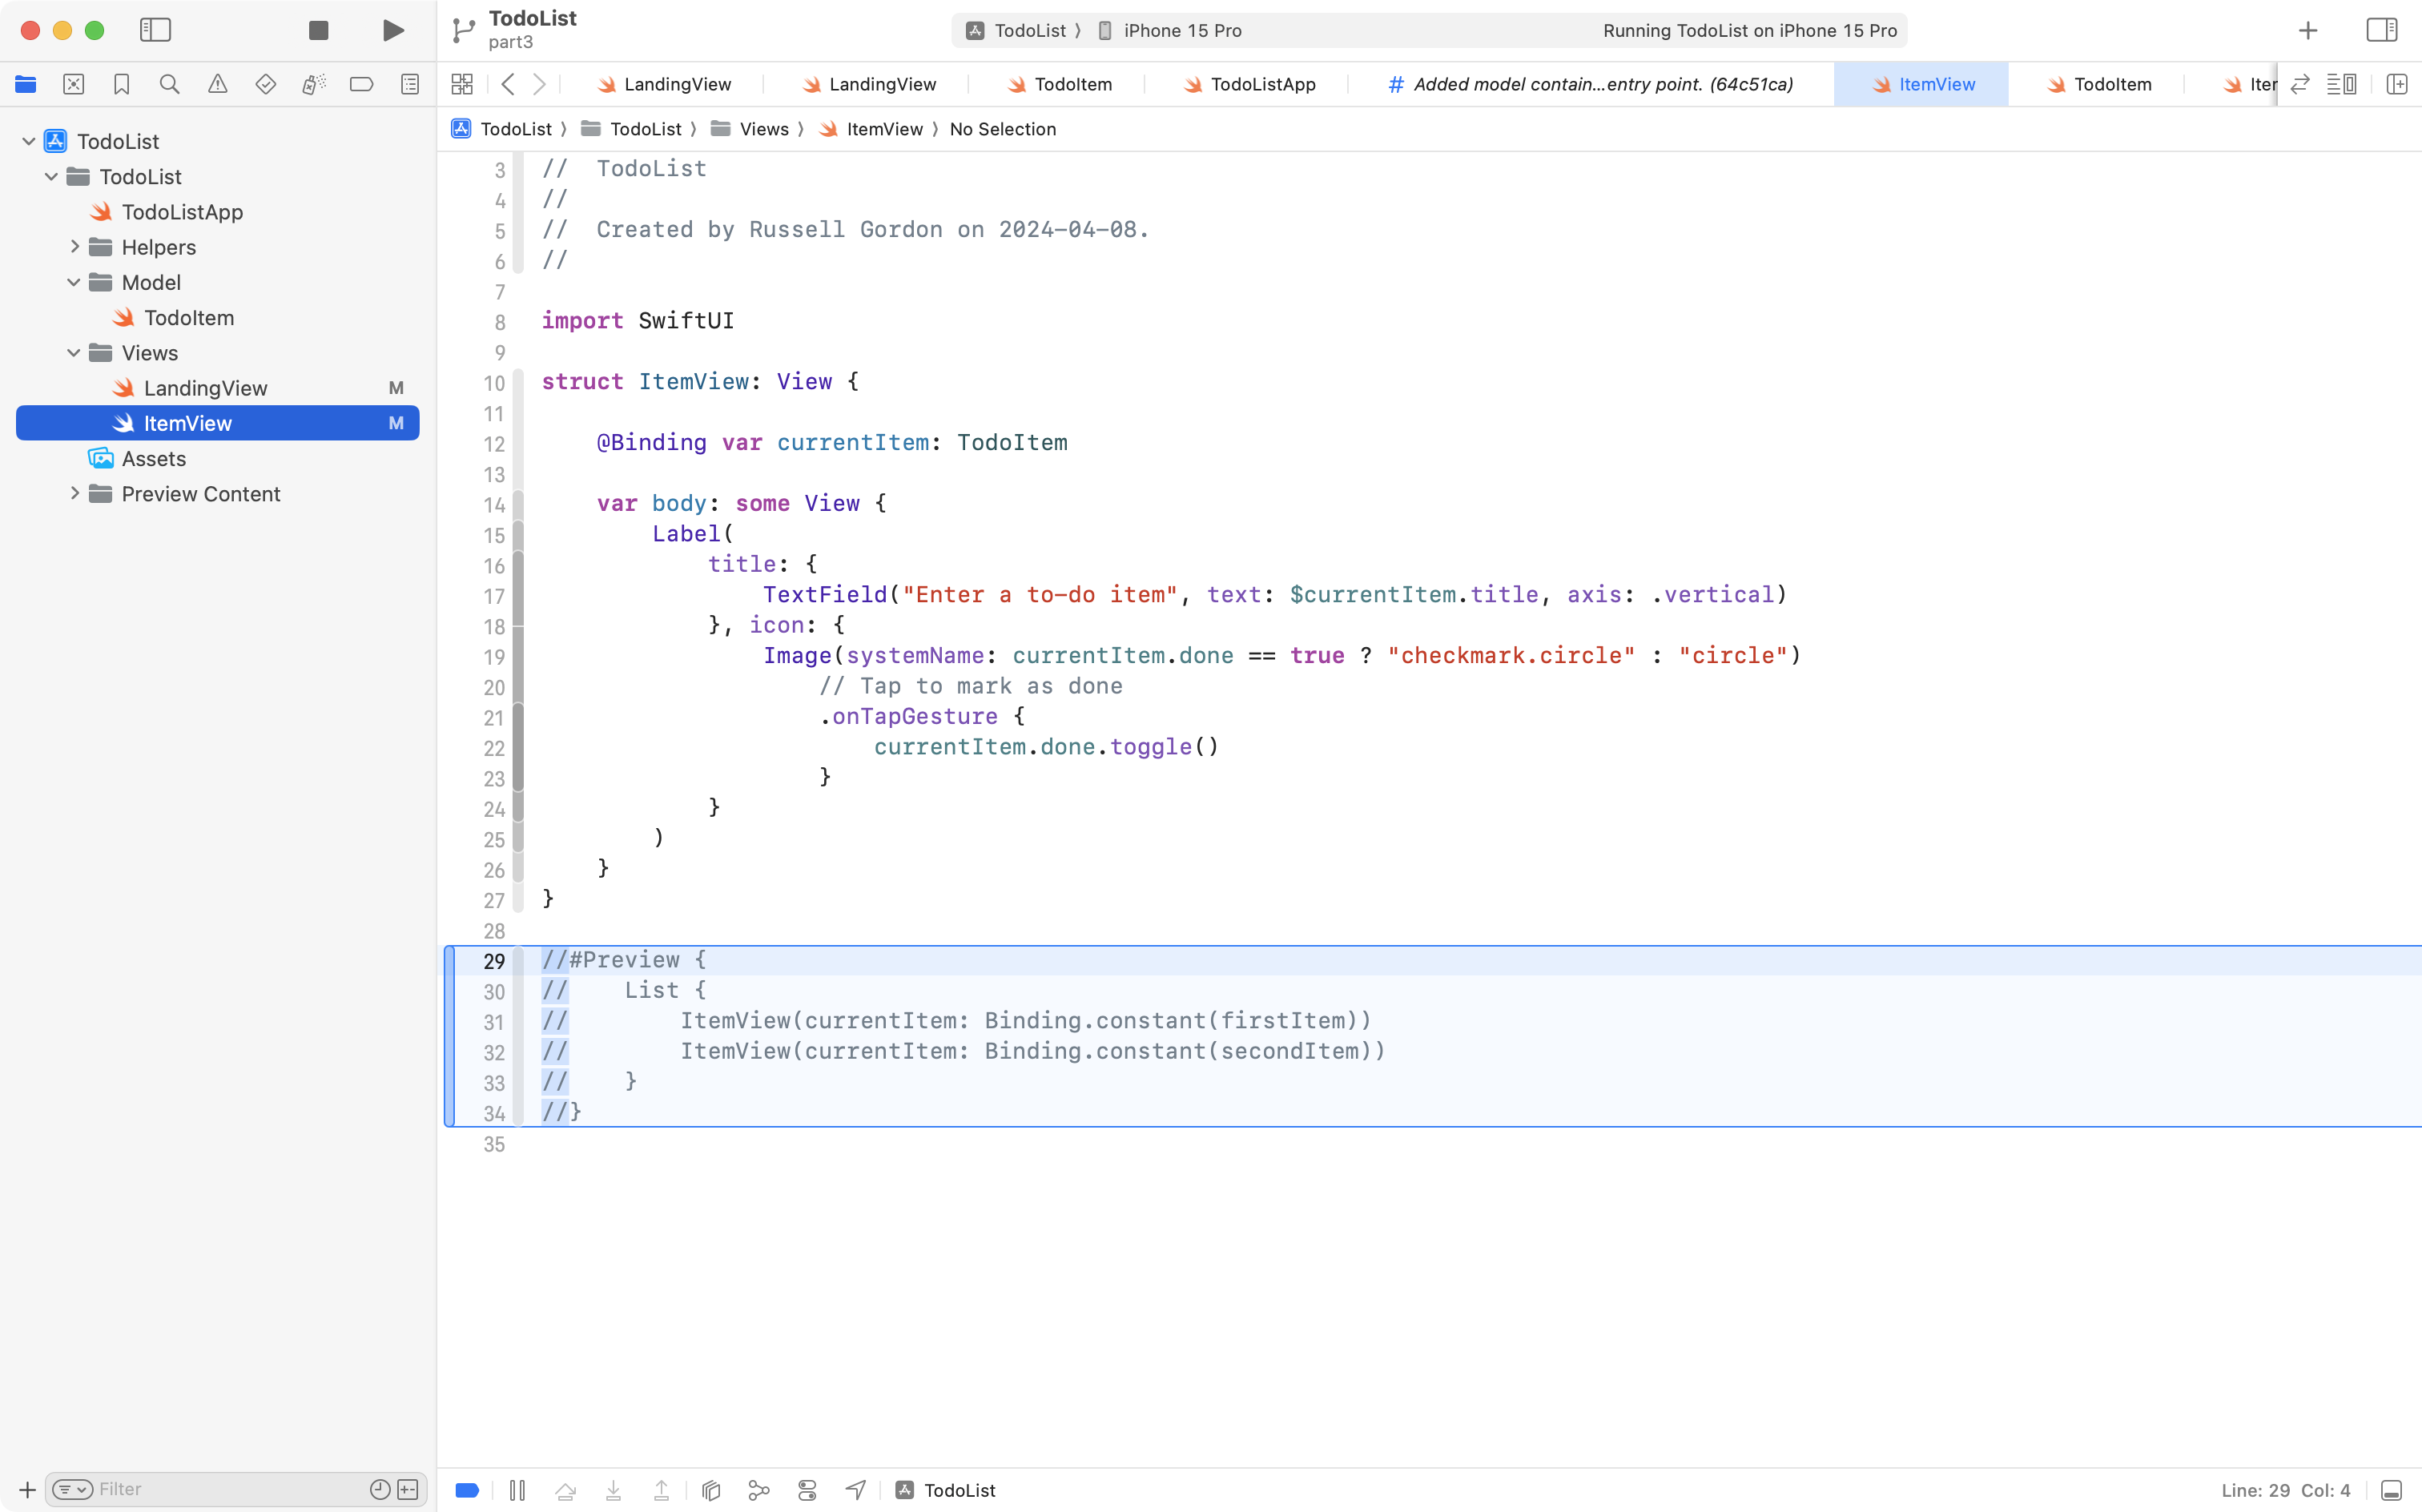 TodoList
part3
TodoList 〉 iPhone 15 Pro
Running TodoList on iPhone 15 Pro
LandingView
LandingView
TodoItem
TodoListApp
# Added model contain...entry point. (64c51ca)
ItemView
TodoItem
TodoList 〉 TodoList 〉 Views 〉 ItemView 〉 No Selection
TodoList
TodoList
TodoListApp
Helpers
Model
TodoItem
Views
LandingView M
ItemView M
Assets
Preview Content
3 //  TodoList
4 //
5 //  Created by Russell Gordon on 2024-04-08.
6 //
7
8 import SwiftUI
9
10 struct ItemView: View {
11
12     @Binding var currentItem: TodoItem
13
14     var body: some View {
15         Label(
16             title: {
17                 TextField("Enter a to-do item", text: $currentItem.title, axis: .vertical)
18             }, icon: {
19                 Image(systemName: currentItem.done == true ? "checkmark.circle" : "circle")
20                     // Tap to mark as done
21                     .onTapGesture {
22                         currentItem.done.toggle()
23                     }
24             }
25         )
26     }
27 }
28
29 //#Preview {
30 //    List {
31 //        ItemView(currentItem: Binding.constant(firstItem))
32 //        ItemView(currentItem: Binding.constant(secondItem))
33 //    }
34 //}
35
Filter
TodoList
Line: 29 Col: 4